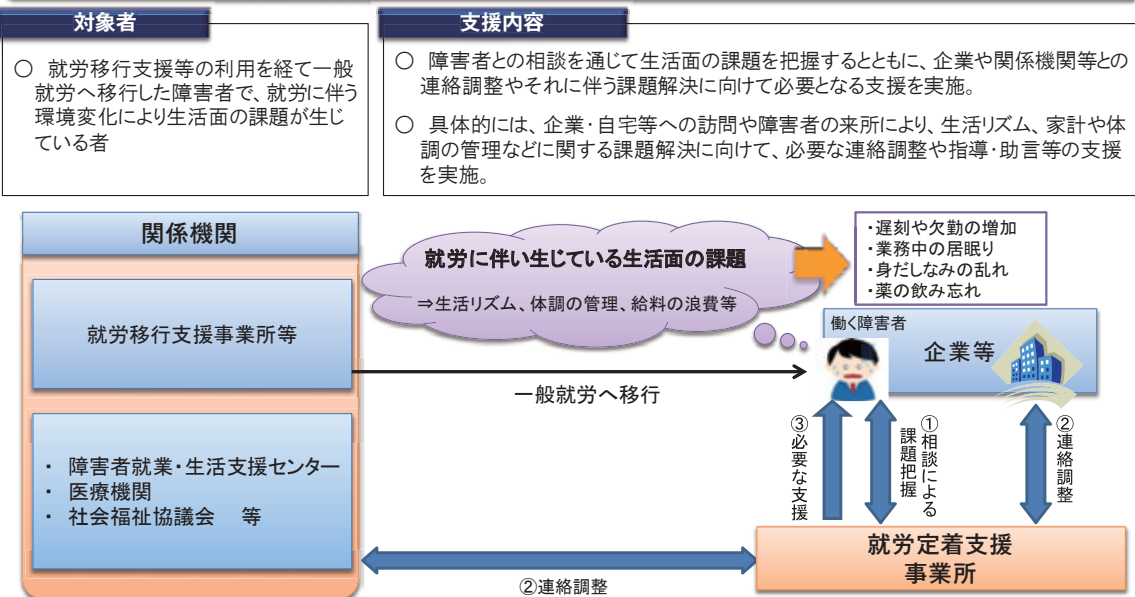 対象者
○ 就労移行支援等の利用を経て一般
就労へ移行した障害者で、就労に伴う
環境変化により生活面の課題が生じ
ている者
支援内容
○ 障害者との相談を通じて生活面の課題を把握するとともに、企業や関係機関等との
連絡調整やそれに伴う課題解決に向けて必要となる支援を実施。
○ 具体的には、企業・自宅等への訪問や障害者の来所により、生活リズム、家計や体
調の管理などに関する課題解決に向けて、必要な連絡調整や指導・助言等の支援
を実施。
関係機関
就労移行支援事業所等
・ 障害者就業・生活支援センター
・ 医療機関
・ 社会福祉協議会 等
就労に伴い生じている生活面の課題
⇒生活リズム、体調の管理、給料の浪費等
・遅刻や欠勤の増加
・業務中の居眠り
・身だしなみの乱れ
・薬の飲み忘れ
働く障害者
企業等
一般就労へ移行
③必要な支援
①相談による
課題把握
②連絡調整
就労定着支援
事業所
②連絡調整